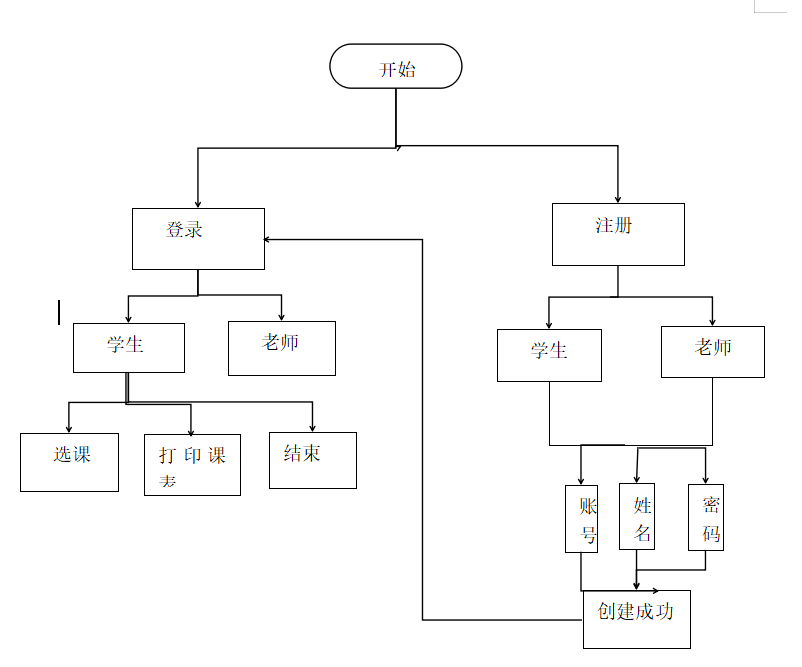 开始
登录
注册
学生
老师
学生
老师
选课
打印课
表
结束
账
号
姓
名
密
码
创建成功